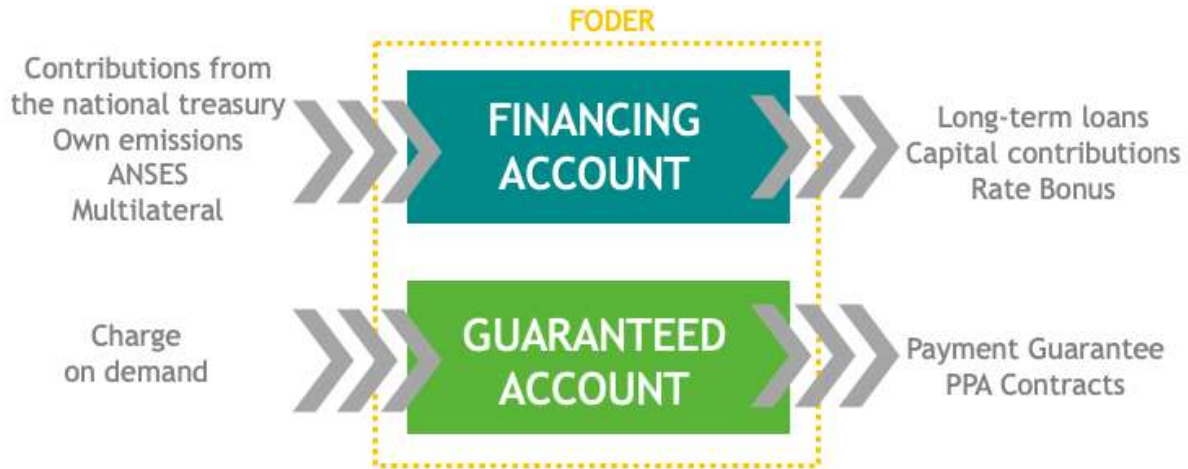 FODER
Contributions from
the national treasury
Own emissions
ANSES
Multilateral
FINANCING
ACCOUNT
Long-term loans
Capital contributions
Rate Bonus
Charge
on demand
GUARANTEED
ACCOUNT
Payment Guarantee
PPA Contracts